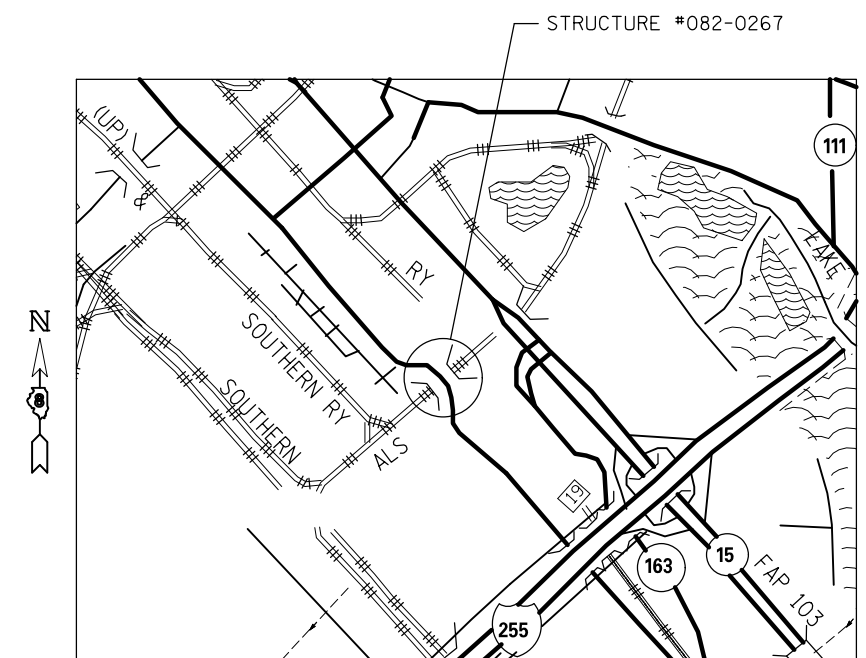 STRUCTURE #082-0267
(UP)
&
111
LAKE
RY
N
8
SOUTHERN RY
SOUTHERN
ALS
19
15
163
FAP 103
255